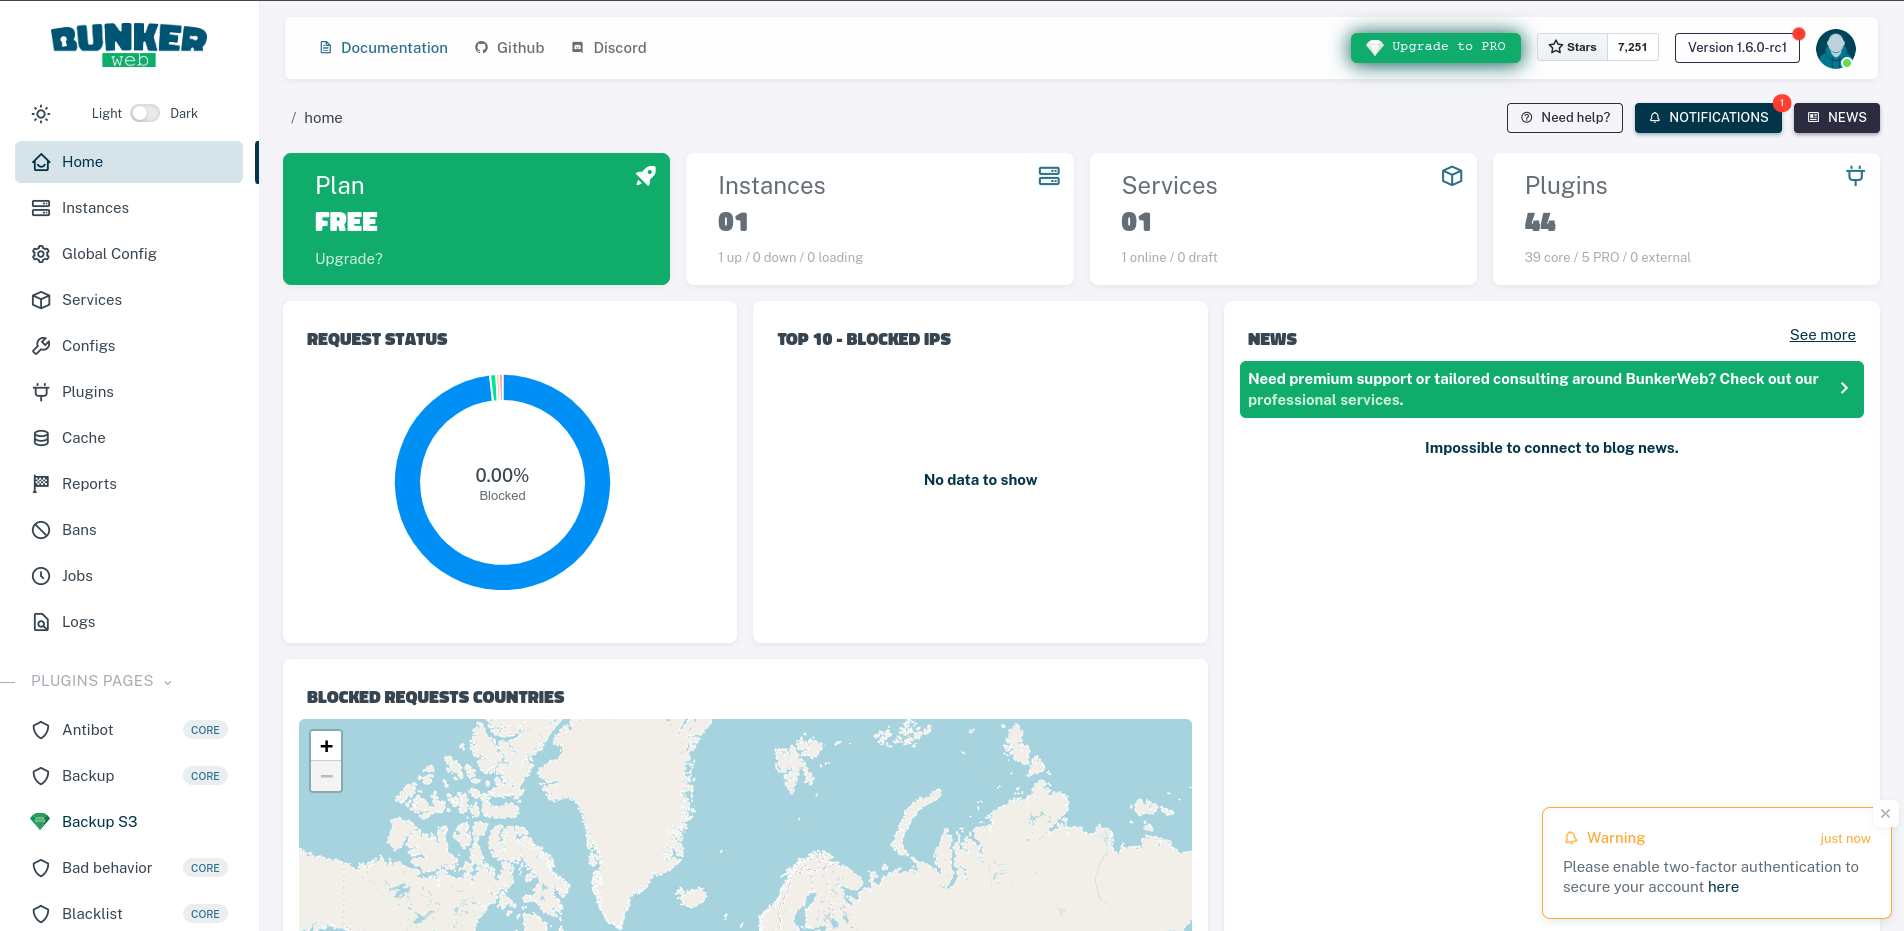 BUNKER
web
Documentation
Github
Discord
Upgrade to PRO
Stars
7,251
Version 1.6.0-rc1
Light
Dark
/ home
Need help?
NOTIFICATIONS
1
NEWS
Home
Instances
Global Config
Services
Configs
Plugins
Cache
Reports
Bans
Jobs
Logs
PLUGINS PAGES
Antibot CORE
Backup CORE
Backup S3
Bad behavior CORE
Blacklist CORE
Plan
FREE
Upgrade?
Instances
01
1 up / 0 down / 0 loading
Services
01
1 online / 0 draft
Plugins
44
39 core / 5 PRO / 0 external
REQUEST STATUS
0.00%
Blocked
TOP 10 - BLOCKED IPS
No data to show
NEWS
See more
Need premium support or tailored consulting around BunkerWeb? Check out our
professional services.
Impossible to connect to blog news.
BLOCKED REQUESTS COUNTRIES
+
−
Warning
just now
Please enable two-factor authentication to
secure your account here